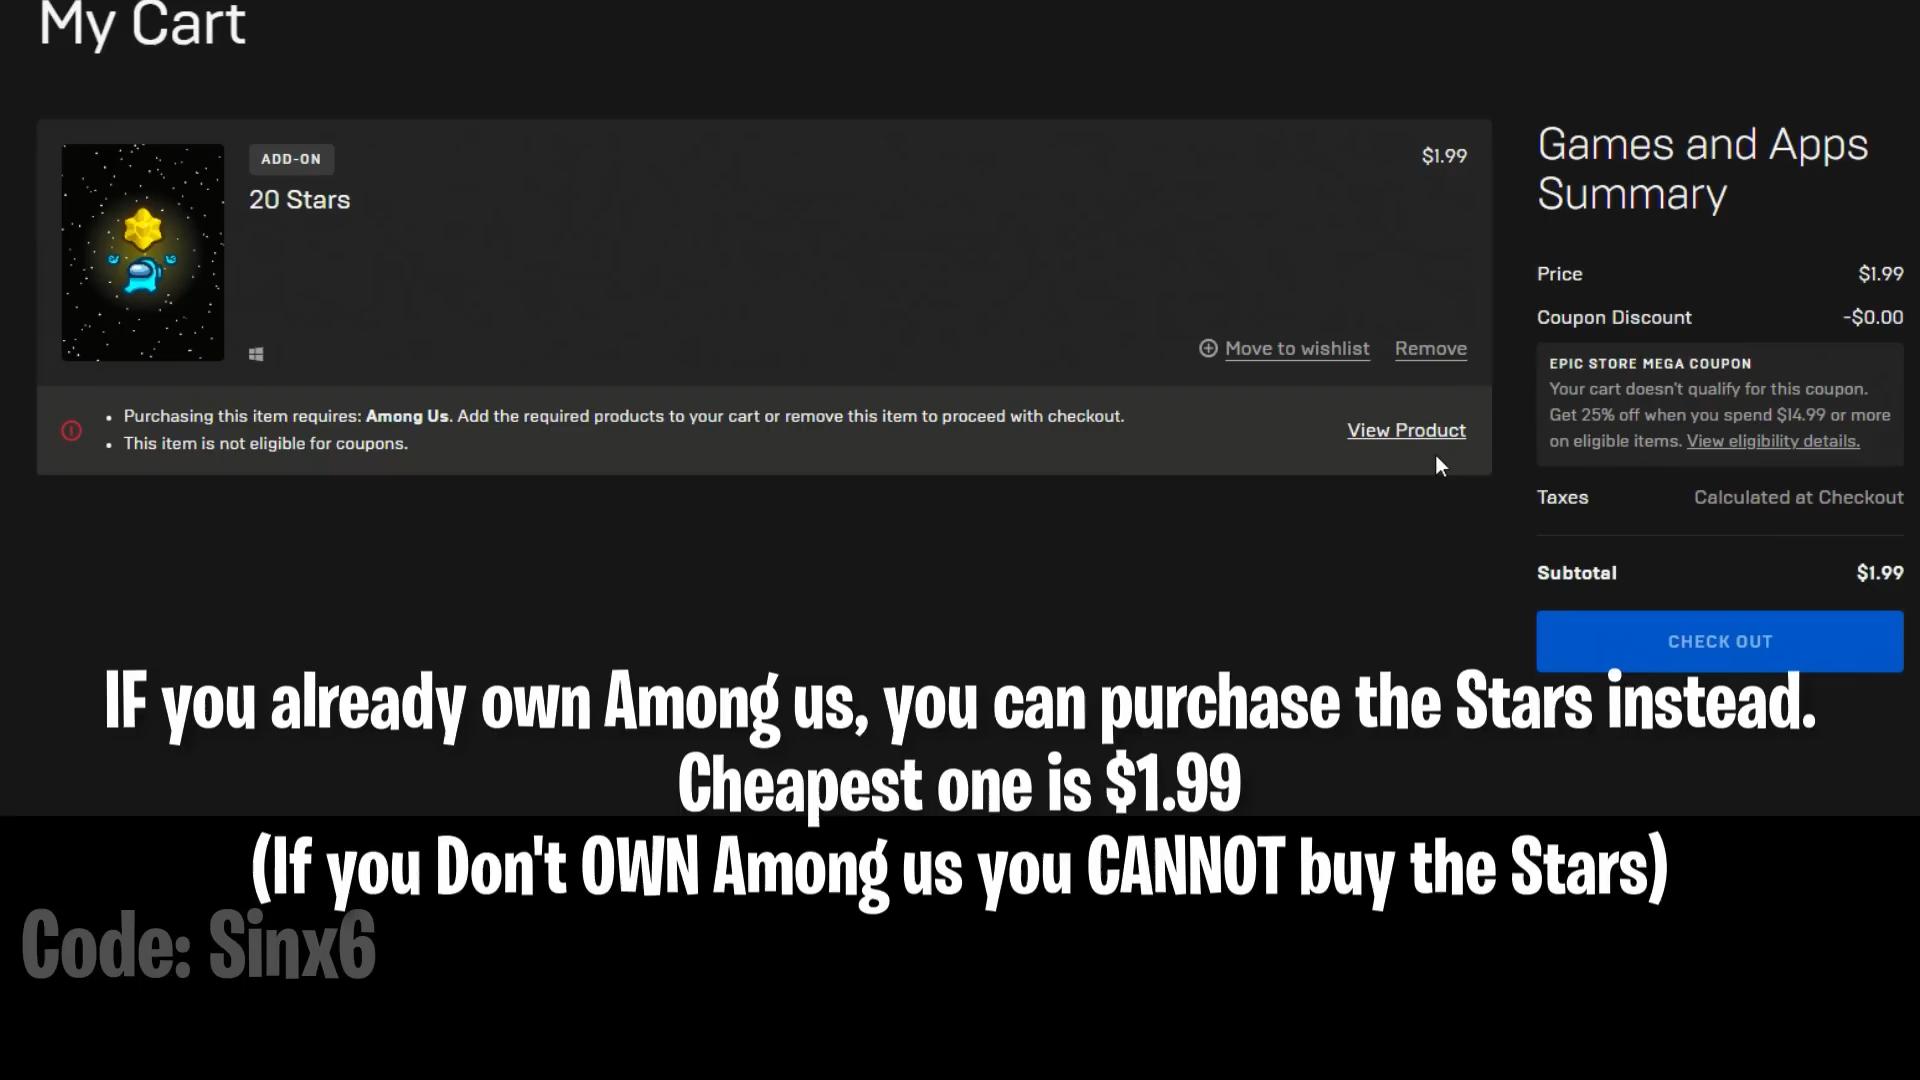 My Cart
ADD-ON
20 Stars
$1.99
Move to wishlist
Remove
Purchasing this item requires: Among Us. Add the required products to your cart or remove this item to proceed with checkout.
This item is not eligible for coupons.
View Product
Games and Apps
Summary
Price $1.99
Coupon Discount -$0.00
EPIC STORE MEGA COUPON
Your cart doesn't qualify for this coupon.
Get 25% off when you spend $14.99 or more
on eligible items. View eligibility details.
Taxes Calculated at Checkout
Subtotal $1.99
CHECK OUT
IF you already own Among us, you can purchase the Stars instead.
Cheapest one is $1.99
(If you Don't OWN Among us you CANNOT buy the Stars)
Code: Sinx6